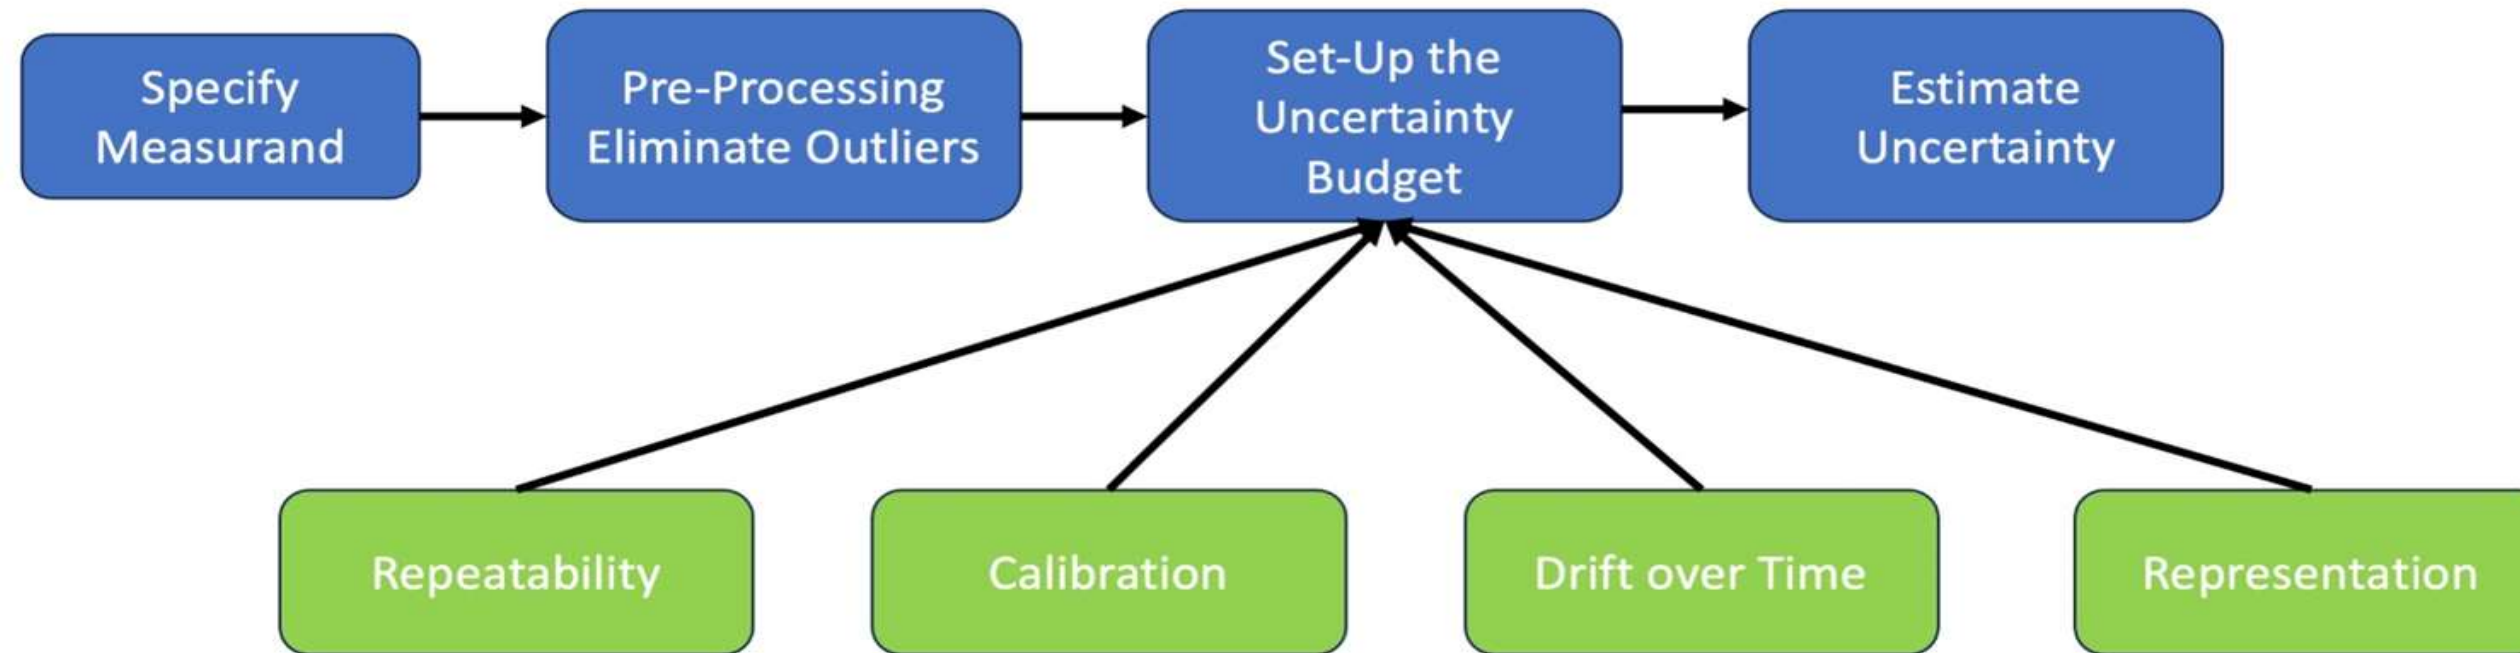 Specify
Measurand
Pre-Processing
Eliminate Outliers
Set-Up the
Uncertainty
Budget
Estimate
Uncertainty
Repeatability
Calibration
Drift over Time
Representation